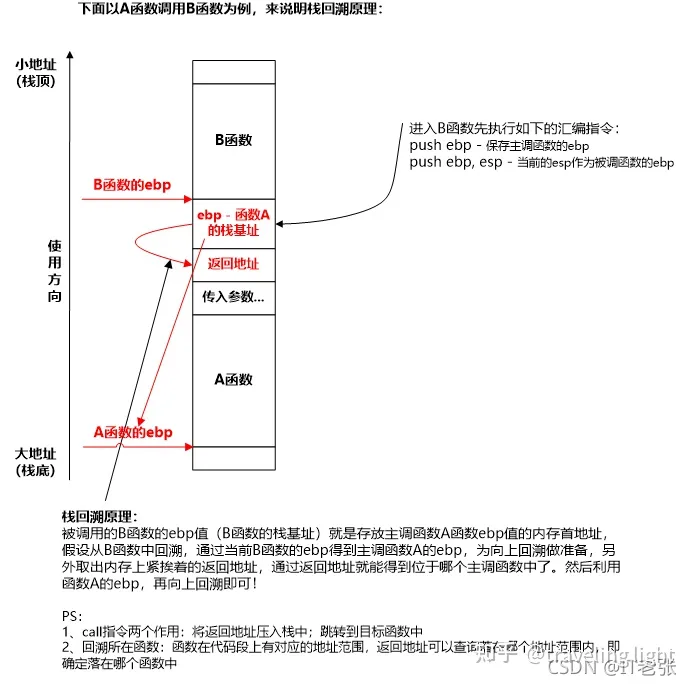 下面以A函数调用B函数为例，来说明栈回溯原理：
小地址
(栈顶)
B函数
进入B函数先执行如下的汇编指令：
push ebp - 保存主调函数的ebp
push ebp, esp - 当前的esp作为被调函数的ebp
B函数的ebp
ebp - 函数A
的栈基址
使
用
方
向
返回地址
传入参数...
A函数
A函数的ebp
大地址
(栈底)
栈回溯原理：
被调用的B函数的ebp值（B函数的栈基址）就是存放主调函数A函数ebp值的内存首地址，
假设从B函数中回溯，通过当前B函数的ebp得到主调函数A的ebp，为向上回溯做准备，另
外取出内存上紧挨着的返回地址，通过返回地址就能得到位于哪个主调函数中了。然后利用
函数A的ebp，再向上回溯即可！
PS：
1、call指令两个作用：将返回地址压入栈中；跳转到目标函数中
2、回溯所在函数：函数在代码段上有对应的地址范围，返回地址可以查询落在哪个地址范围内，即
确定落在哪个函数中
知乎 @traveling light
CSDN @IT老张